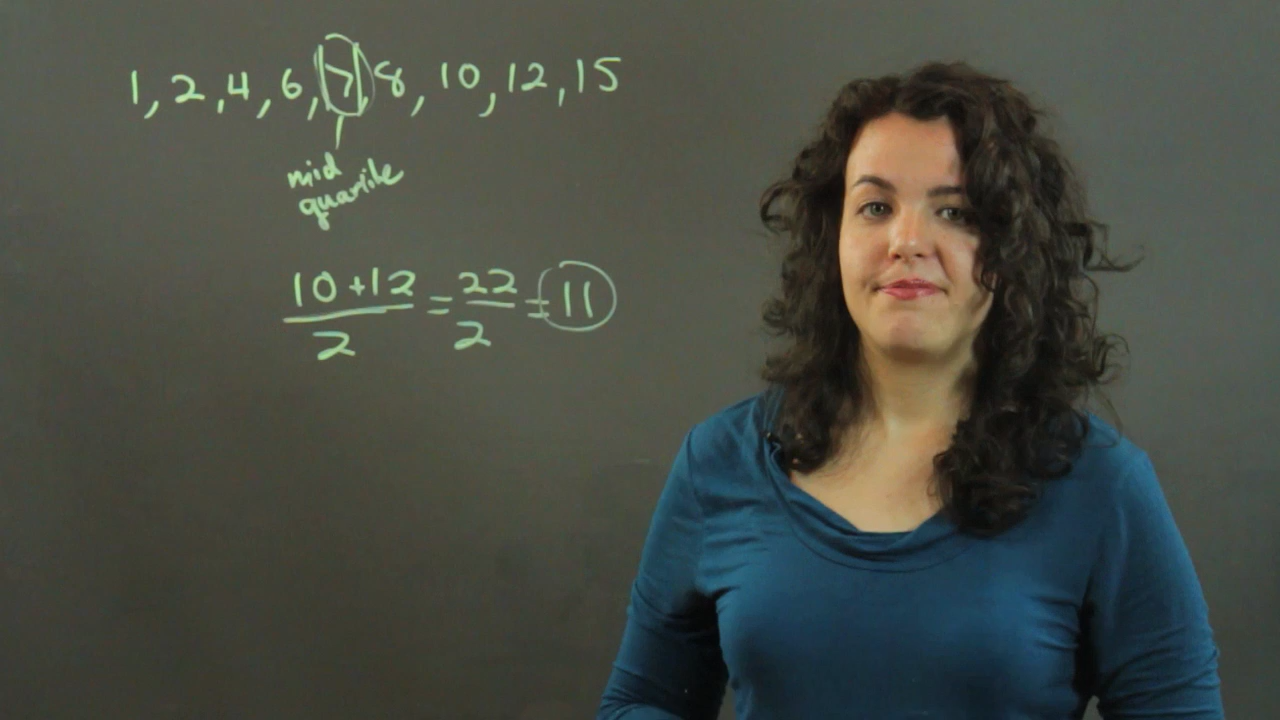 1, 2, 4, 6, |7| 8, 10, 12, 15
mid
quartile
10+12/2 = 22/2 = 11